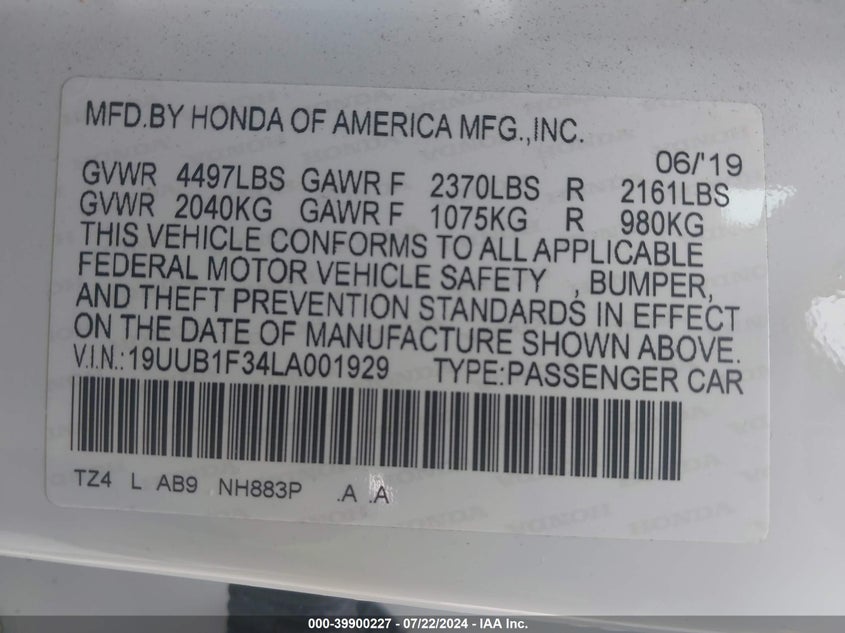 MFD.BY HONDA OF AMERICA MFG.,INC.
06/'19
GVWR 4497LBS GAWR F 2370LBS R 2161LBS
GVWR 2040KG GAWR F 1075KG R 980KG
THIS VEHICLE CONFORMS TO ALL APPLICABLE
FEDERAL MOTOR VEHICLE SAFETY , BUMPER,
AND THEFT PREVENTION STANDARDS IN EFFECT
ON THE DATE OF MANUFACTURE SHOWN ABOVE.
V.I.N.:19UUB1F34LA001929 TYPE:PASSENGER CAR
TZ4 L AB9 NH883P .A .A
000-39900227 - 07/22/2024 - IAA Inc.